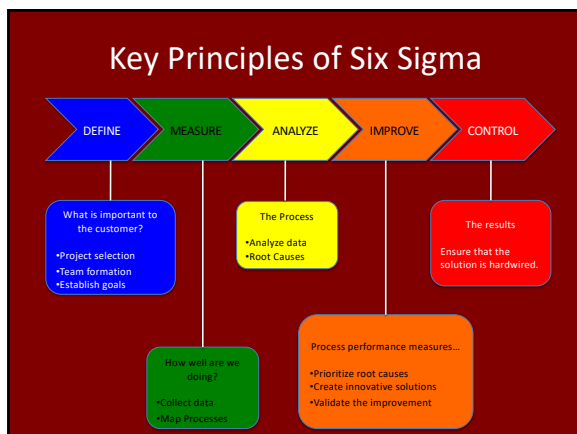 Key Principles of Six Sigma
DEFINE
MEASURE
ANALYZE
IMPROVE
CONTROL
What is important to
the customer?
•Project selection
•Team formation
•Establish goals
The Process
•Analyze data
•Root Causes
The results
Ensure that the
solution is hardwired.
How well are we
doing?
•Collect data
•Map Processes
Process performance measures…
•Prioritize root causes
•Create innovative solutions
•Validate the improvement